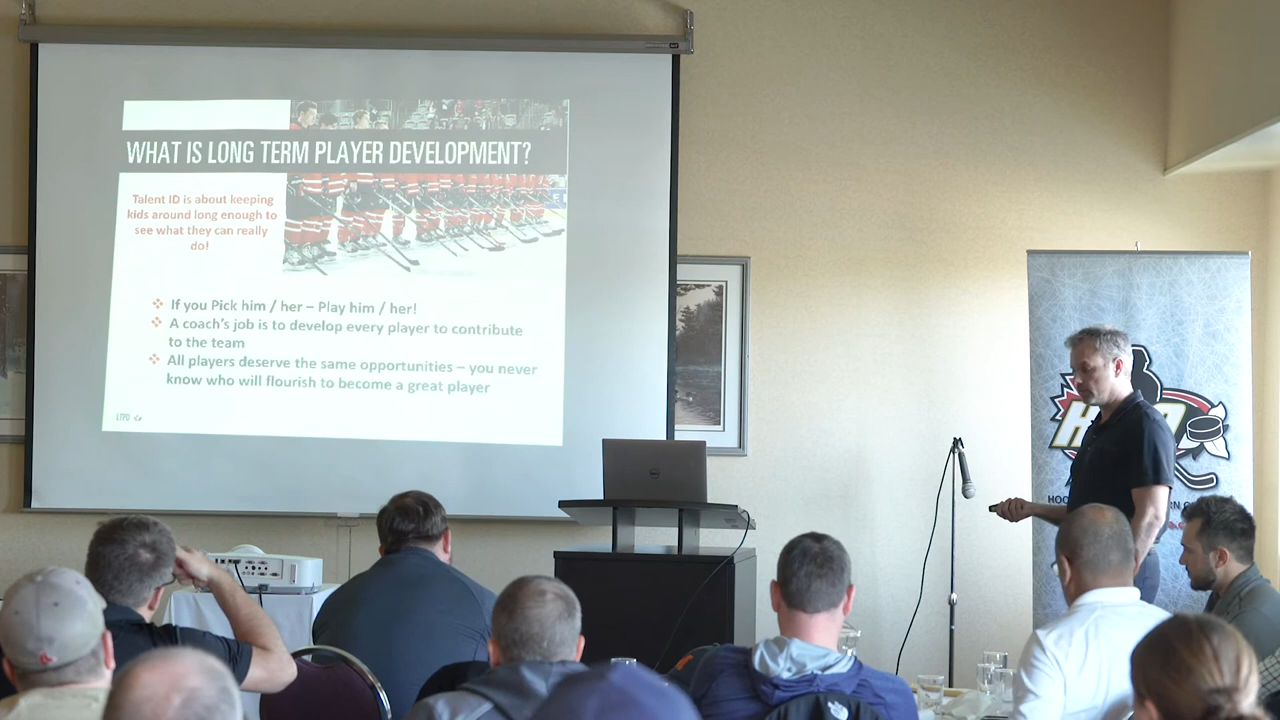 WHAT IS LONG TERM PLAYER DEVELOPMENT?
Talent ID is about keeping
kids around long enough to
see what they can really
do!
❖ If you Pick him / her – Play him / her!
❖ A coach's job is to develop every player to contribute
to the team
❖ All players deserve the same opportunities – you never
know who will flourish to become a great player
LTPD
DELL